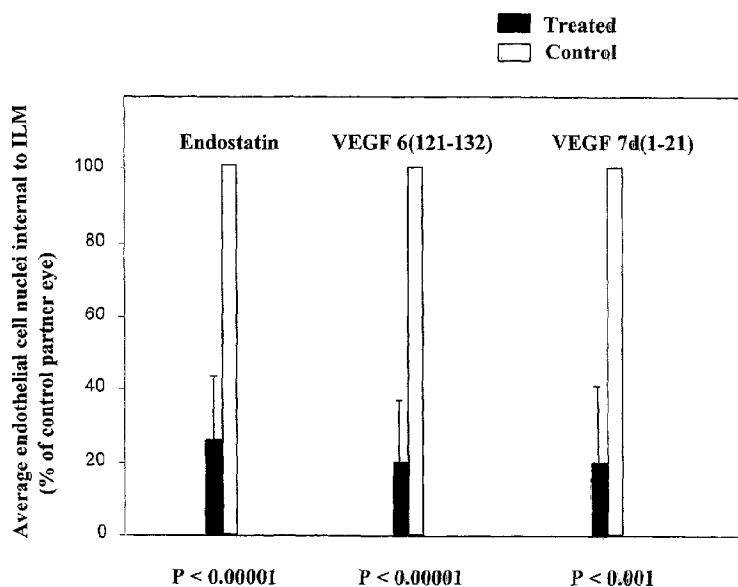 Treated
Control
Endostatin VEGF 6(121-132) VEGF 7d(1-21)
100
80
60
40
20
0
Average endothelial cell nuclei internal to ILM
(% of control partner eye)
P < 0.00001 P < 0.00001 P < 0.001